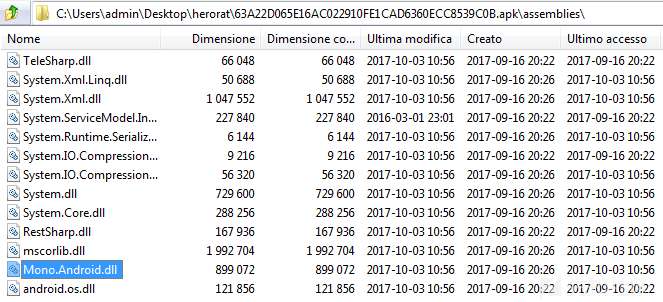 C:\Users\admin\Desktop\herorat\63A22D065E16AC022910FE1CAD6360ECC8539C0B.apk\assemblies\
Nome Dimensione Dimensione co... Ultima modifica Creato Ultimo accesso
TeleSharp.dll 66 048 66 048 2017-10-03 10:56 2017-09-16 20:22 2017-09-16 20:22
System.Xml.Linq.dll 50 688 50 688 2017-10-03 10:56 2017-09-16 20:26 2017-10-03 10:56
System.Xml.dll 1 047 552 1 047 552 2017-10-03 10:56 2017-09-16 20:26 2017-10-03 10:56
System.ServiceModel.In... 227 840 227 840 2016-03-01 23:01 2017-09-16 20:22 2017-09-16 20:22
System.Runtime.Serializ... 6 144 6 144 2017-10-03 10:56 2017-09-16 20:26 2017-10-03 10:56
System.IO.Compression... 9 216 9 216 2017-10-03 10:56 2017-09-16 20:22 2017-09-16 20:22
System.IO.Compression... 56 320 56 320 2017-10-03 10:56 2017-09-16 20:26 2017-10-03 10:56
System.dll 729 600 729 600 2017-10-03 10:56 2017-09-16 20:26 2017-10-03 10:56
System.Core.dll 288 256 288 256 2017-10-03 10:56 2017-09-16 20:26 2017-10-03 10:56
RestSharp.dll 167 936 167 936 2017-10-03 10:56 2017-09-16 20:22 2017-09-16 20:22
mscorlib.dll 1 992 704 1 992 704 2017-10-03 10:56 2017-09-16 20:26 2017-10-03 10:56
Mono.Android.dll 899 072 899 072 2017-10-03 10:56 2017-09-16 20:26 2017-10-03 10:56
android.os.dll 121 856 121 856 2017-10-03 10:56 2017-09-16 20:22 2017-10-03 10:56